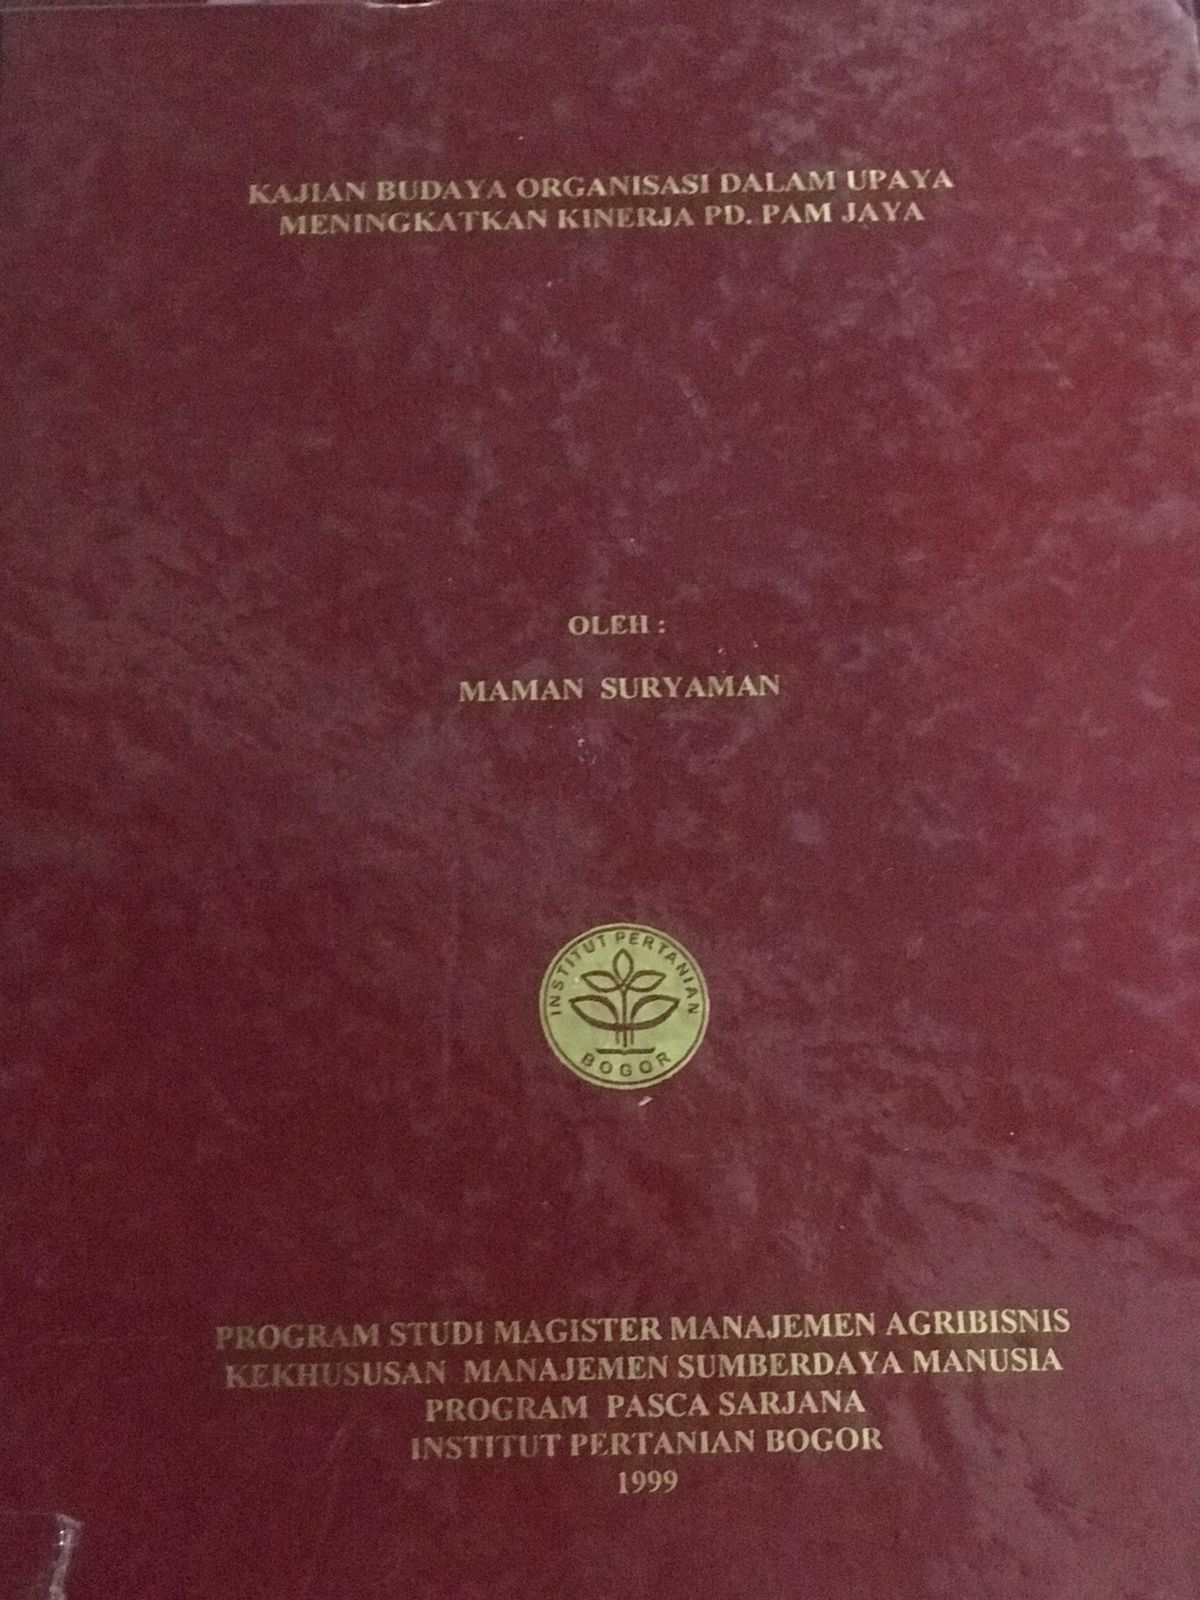 KAJIAN BUDAYA ORGANISASI DALAM UPAYA
MENINGKATKAN KINERJA PD. PAM JAYA
OLEH :
MAMAN SURYAMAN
INSTITUT PERTANIAN
BOGOR
PROGRAM STUDI MAGISTER MANAJEMEN AGRIBISNIS
KEKHUSUSAN MANAJEMEN SUMBERDAYA MANUSIA
PROGRAM PASCA SARJANA
INSTITUT PERTANIAN BOGOR
1999